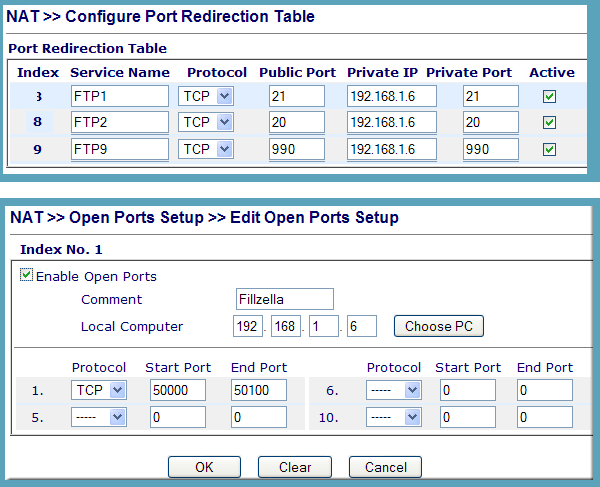 NAT >> Configure Port Redirection Table
Port Redirection Table
Index Service Name Protocol Public Port Private IP Private Port Active
3 FTP1 TCP 21 192.168.1.6 21
8 FTP2 TCP 20 192.168.1.6 20
9 FTP9 TCP 990 192.168.1.6 990
NAT >> Open Ports Setup >> Edit Open Ports Setup
Index No. 1
Enable Open Ports
Comment Fillzella
Local Computer 192 . 168 . 1 . 6 Choose PC
Protocol Start Port End Port Protocol Start Port End Port
1. TCP 50000 50100 6. ----- 0 0
5. ----- 0 0 10. ----- 0 0
OK Clear Cancel